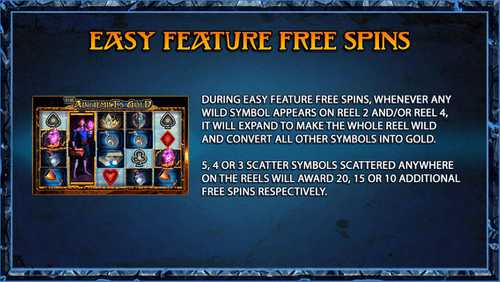 EASY FEATURE FREE SPINS
THE
ALCHEMIST'S GOLD
DURING EASY FEATURE FREE SPINS, WHENEVER ANY
WILD SYMBOL APPEARS ON REEL 2 AND/OR REEL 4,
IT WILL EXPAND TO MAKE THE WHOLE REEL WILD
AND CONVERT ALL OTHER SYMBOLS INTO GOLD.
5, 4 OR 3 SCATTER SYMBOLS SCATTERED ANYWHERE
ON THE REELS WILL AWARD 20, 15 OR 10 ADDITIONAL
FREE SPINS RESPECTIVELY.